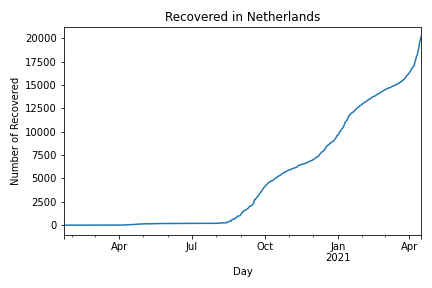 Recovered in Netherlands
Number of Recovered
20000
17500
15000
12500
10000
7500
5000
2500
0
Apr
Jul
Oct
Jan
2021
Apr
Day